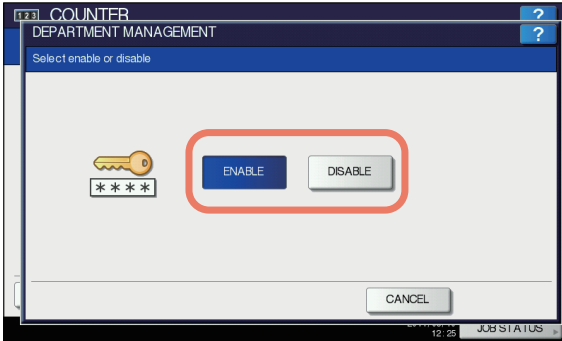 123 COUNTER ?
DEPARTMENT MANAGEMENT ?
Select enable or disable
ENABLE DISABLE
****
CANCEL
12:25 JOB STATUS